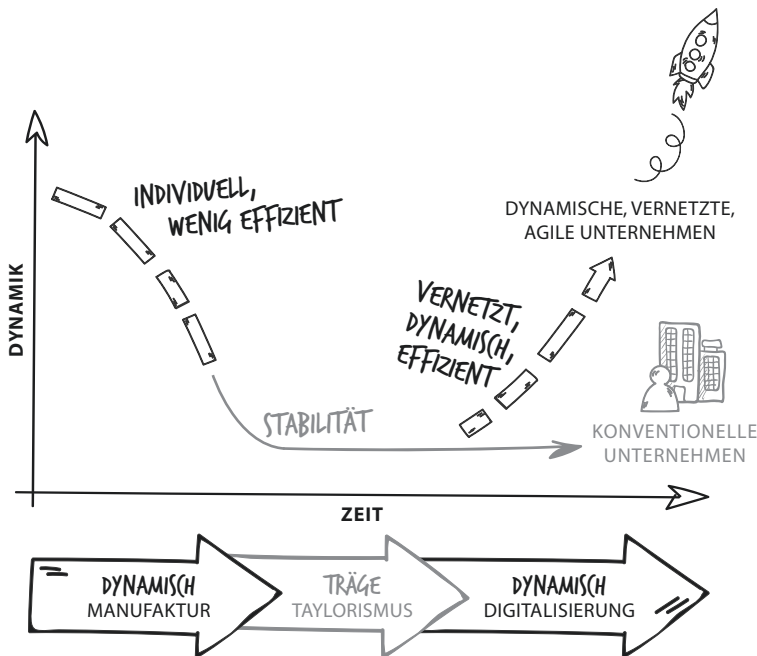 INDIVIDUELL,
WENIG EFFIZIENT
DYNAMISCHE, VERNETZTE,
AGILE UNTERNEHMEN
DYNAMIK
VERNETZT,
DYNAMISCH,
EFFIZIENT
STABILITÄT
KONVENTIONELLE
UNTERNEHMEN
ZEIT
DYNAMISCH
MANUFAKTUR
TRÄGE
TAYLORISMUS
DYNAMISCH
DIGITALISIERUNG